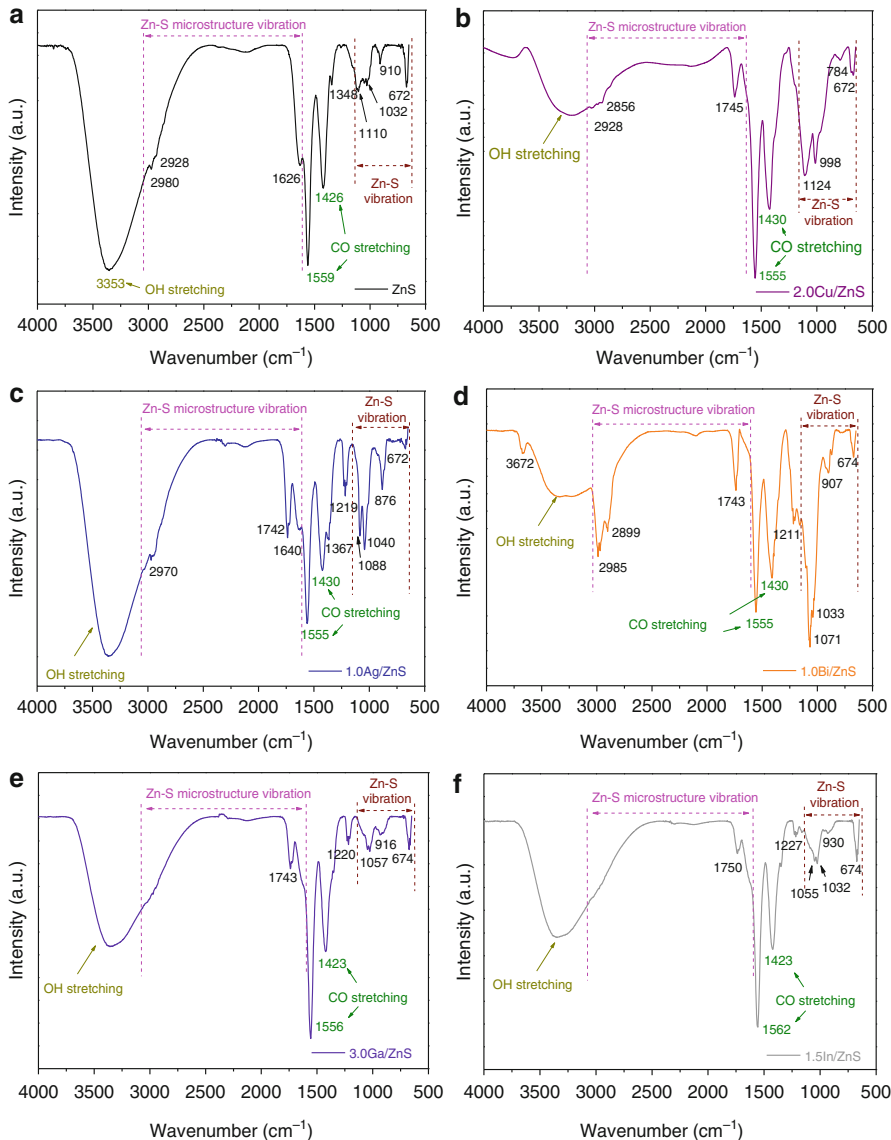 a
Zn-S microstructure vibration
910
1348
1032
672
1110
2928
2980
1626
Zn-S
vibration
1426
CO stretching
1559
3353
OH stretching
ZnS
Intensity (a.u.)
4000 3500 3000 2500 2000 1500 1000 500
Wavenumber (cm⁻¹)
b
Zn-S microstructure vibration
784
672
2856
1745
2928
OH stretching
998
1124
Zn-S
vibration
1430
CO stretching
1555
2.0Cu/ZnS
Intensity (a.u.)
4000 3500 3000 2500 2000 1500 1000 500
Wavenumber (cm⁻¹)
c
Zn-S
vibration
Zn-S microstructure vibration
672
876
1219
1742
1367
1040
1640
1088
2970
1430
CO stretching
1555
OH stretching
1.0Ag/ZnS
Intensity (a.u.)
4000 3500 3000 2500 2000 1500 1000 500
Wavenumber (cm⁻¹)
d
Zn-S
vibration
Zn-S microstructure vibration
3672
674
907
1743
1211
2899
OH stretching
2985
1430
CO stretching
1555
1033
1071
1.0Bi/ZnS
Intensity (a.u.)
4000 3500 3000 2500 2000 1500 1000 500
Wavenumber (cm⁻¹)
e
Zn-S microstructure vibration
Zn-S
vibration
1220
916
1057
674
1743
1423
OH stretching
CO stretching
1556
3.0Ga/ZnS
Intensity (a.u.)
4000 3500 3000 2500 2000 1500 1000 500
Wavenumber (cm⁻¹)
f
Zn-S
vibration
Zn-S microstructure vibration
1227
930
1750
674
1055
1032
1423
OH stretching
CO stretching
1562
1.5In/ZnS
Intensity (a.u.)
4000 3500 3000 2500 2000 1500 1000 500
Wavenumber (cm⁻¹)